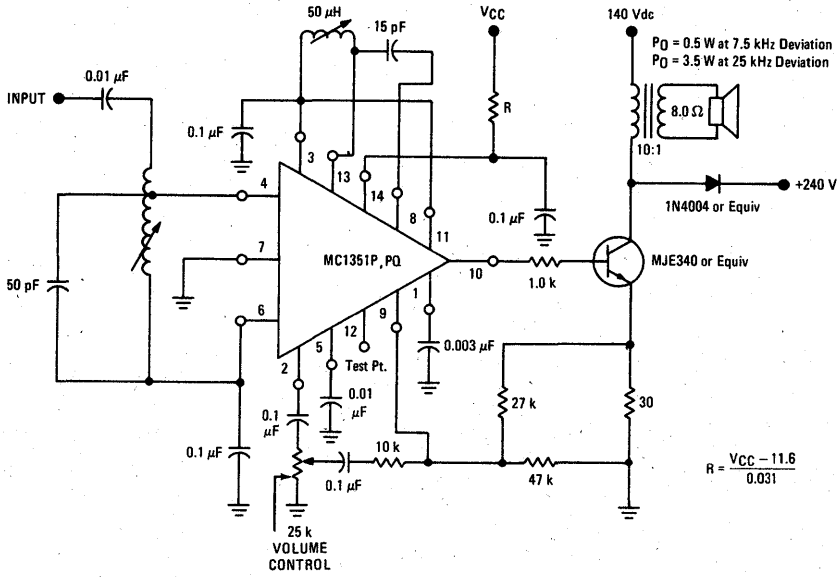 50 μH
15 pF
VCC
140 Vdc
PO = 0.5 W at 7.5 kHz Deviation
PO = 3.5 W at 25 kHz Deviation
0.01 μF
INPUT
R
8.0 Ω
0.1 μF
10:1
3
13
14
8
11
4
0.1 μF
+240 V
1N4004 or Equiv
7
MC1351P, PQ
10
MJE340 or Equiv
1.0 k
50 pF
6
1
9
12
5
2
Test Pt.
0.003 μF
0.01 μF
27 k
30
0.1 μF
0.1 μF
10 k
47 k
0.1 μF
R = VCC – 11.6
0.031
25 k
VOLUME
CONTROL